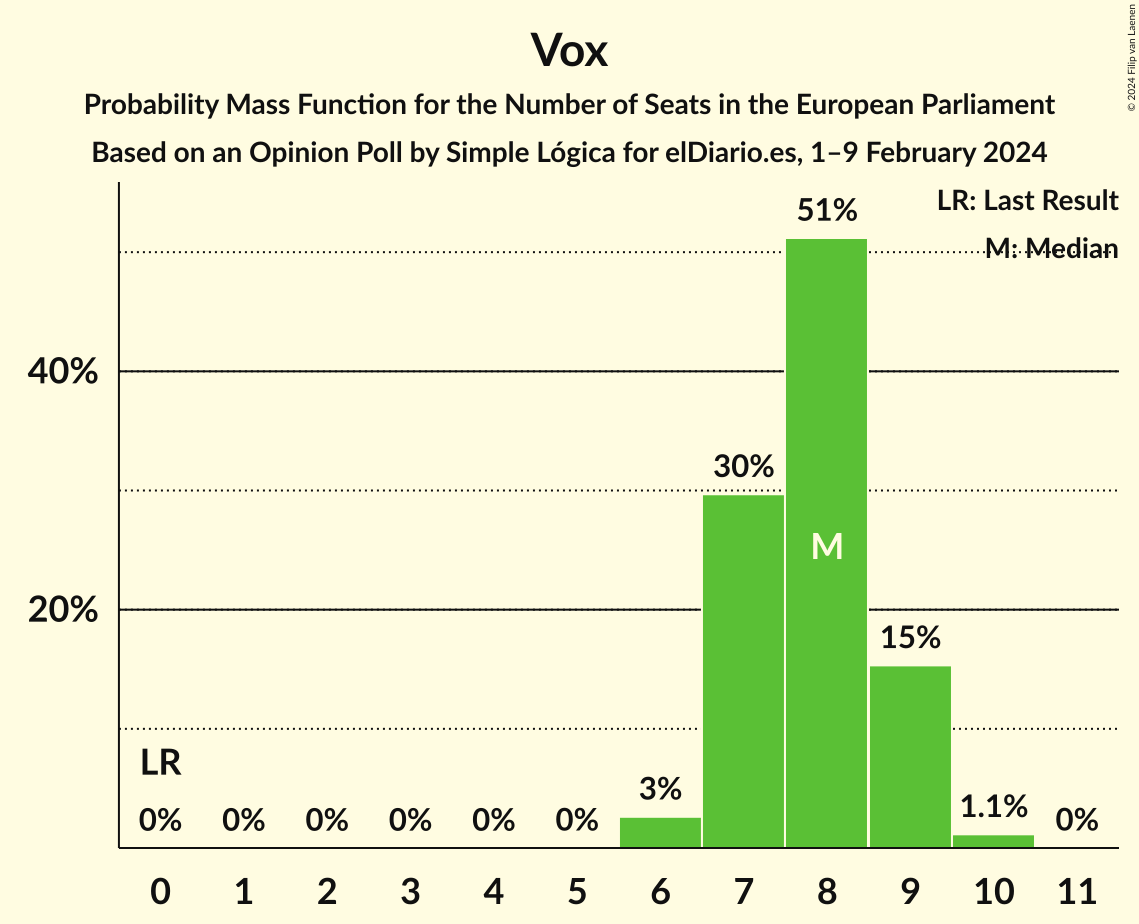 Vox
Probability Mass Function for the Number of Seats in the European Parliament
Based on an Opinion Poll by Simple Lógica for elDiario.es, 1–9 February 2024
© 2024 Filip van Laenen
LR: Last Result
M: Median
40%
20%
51%
30%
M
15%
LR
3%
1.1%
0%
0%
0%
0%
0%
0%
0%
0 1 2 3 4 5 6 7 8 9 10 11